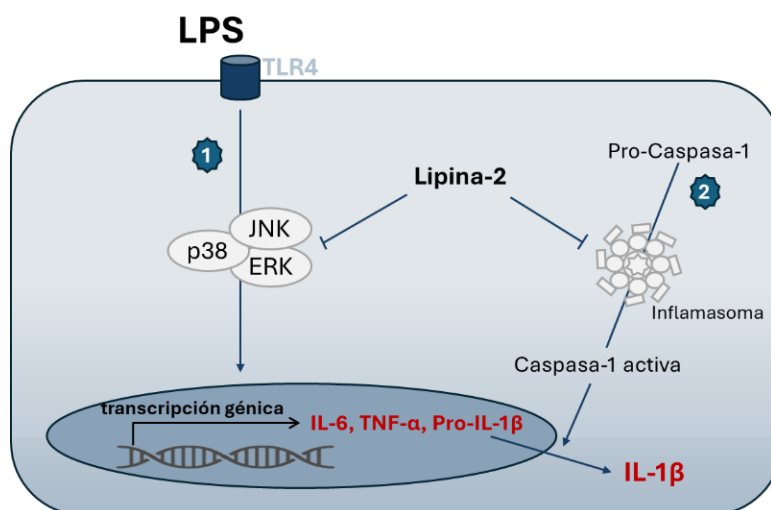 LPS
TLR4
1
Pro-Caspasa-1
2
Lipina-2
JNK
p38
ERK
Inflamasoma
Caspasa-1 activa
transcripción génica
IL-6, TNF-α, Pro-IL-1β
IL-1β